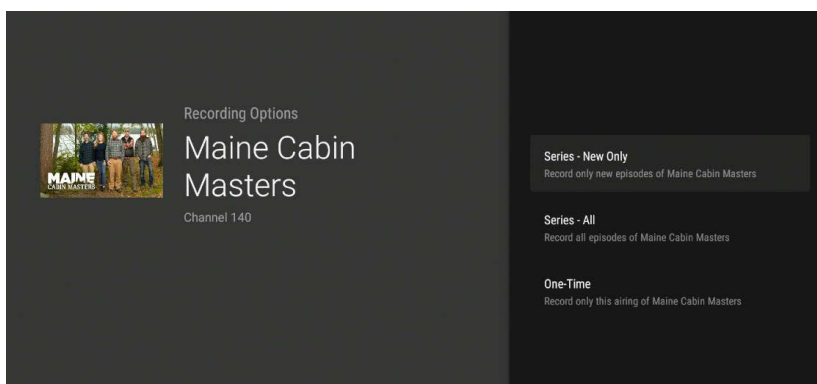 Recording Options
Maine Cabin
Masters
Channel 140
MAINE
CABIN MASTERS
Series - New Only
Record only new episodes of Maine Cabin Masters
Series - All
Record all episodes of Maine Cabin Masters
One-Time
Record only this airing of Maine Cabin Masters